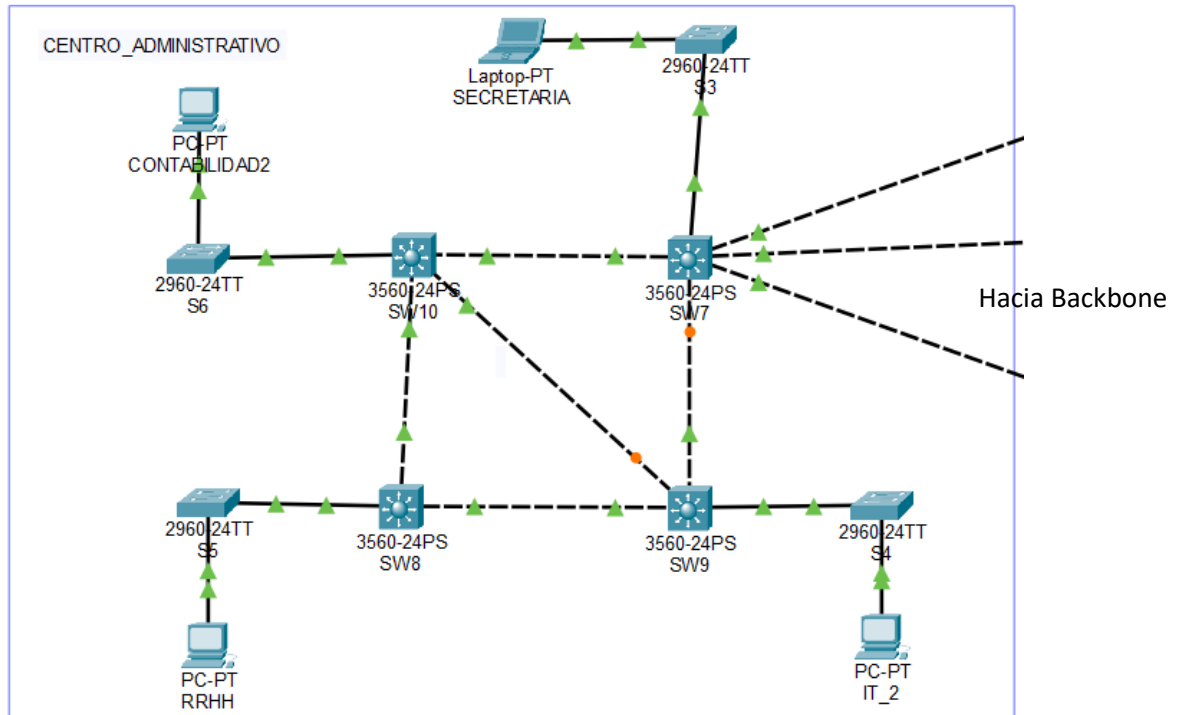 CENTRO_ADMINISTRATIVO
Laptop-PT
SECRETARIA
2960-24TT
S3
PC-PT
CONTABILIDAD2
2960-24TT
S6
3560-24PS
SW10
3560-24PS
SW7
Hacia Backbone
2960-24TT
S5
3560-24PS
SW8
3560-24PS
SW9
2960-24TT
S4
PC-PT
RRHH
PC-PT
IT_2